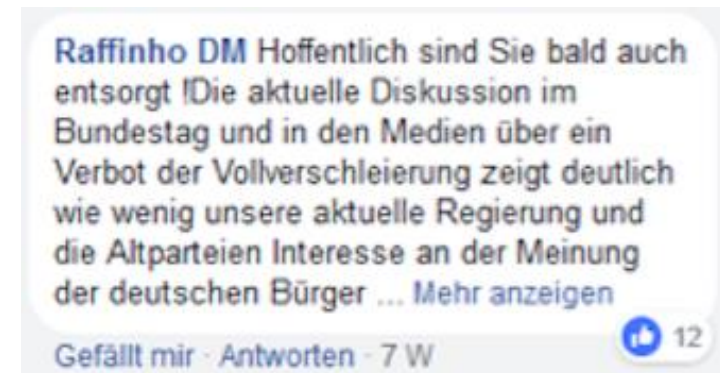 Raffinho DM Hoffentlich sind Sie bald auch
entsorgt !Die aktuelle Diskussion im
Bundestag und in den Medien über ein
Verbot der Vollverschleierung zeigt deutlich
wie wenig unsere aktuelle Regierung und
die Altparteien Interesse an der Meinung
der deutschen Bürger ... Mehr anzeigen
12
Gefällt mir · Antworten · 7 W